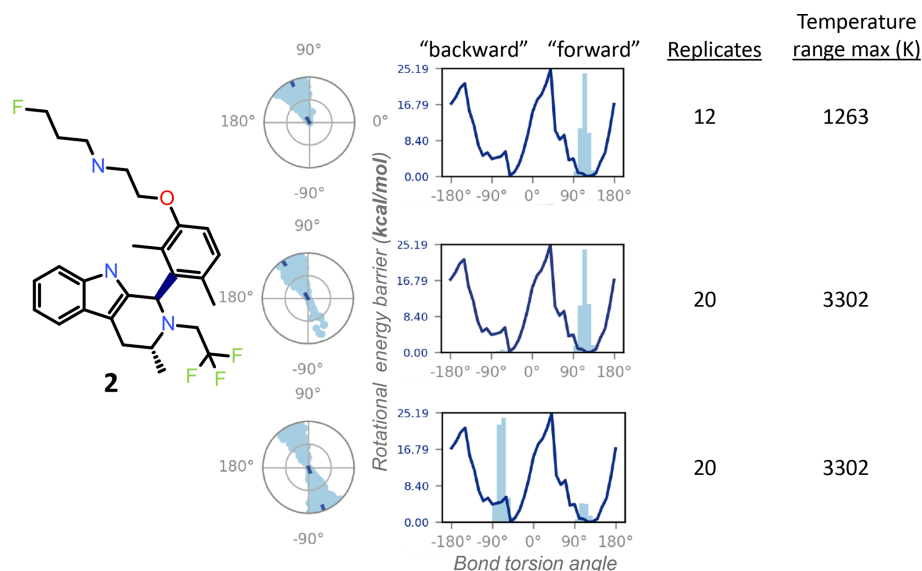 Temperature
"backward" "forward" Replicates range max (K)
90°
180° 0°
-90°
25.19
16.79
8.40
0.00
-180° -90° 0° 90° 180°
12 1263
90°
180°
-90°
25.19
16.79
8.40
0.00
-180° -90° 0° 90° 180°
20 3302
90°
180°
-90°
25.19
16.79
8.40
0.00
-180° -90° 0° 90° 180°
20 3302
Rotational energy barrier (kcal/mol)
Bond torsion angle
F
N
O
N
N
F
F
F
2